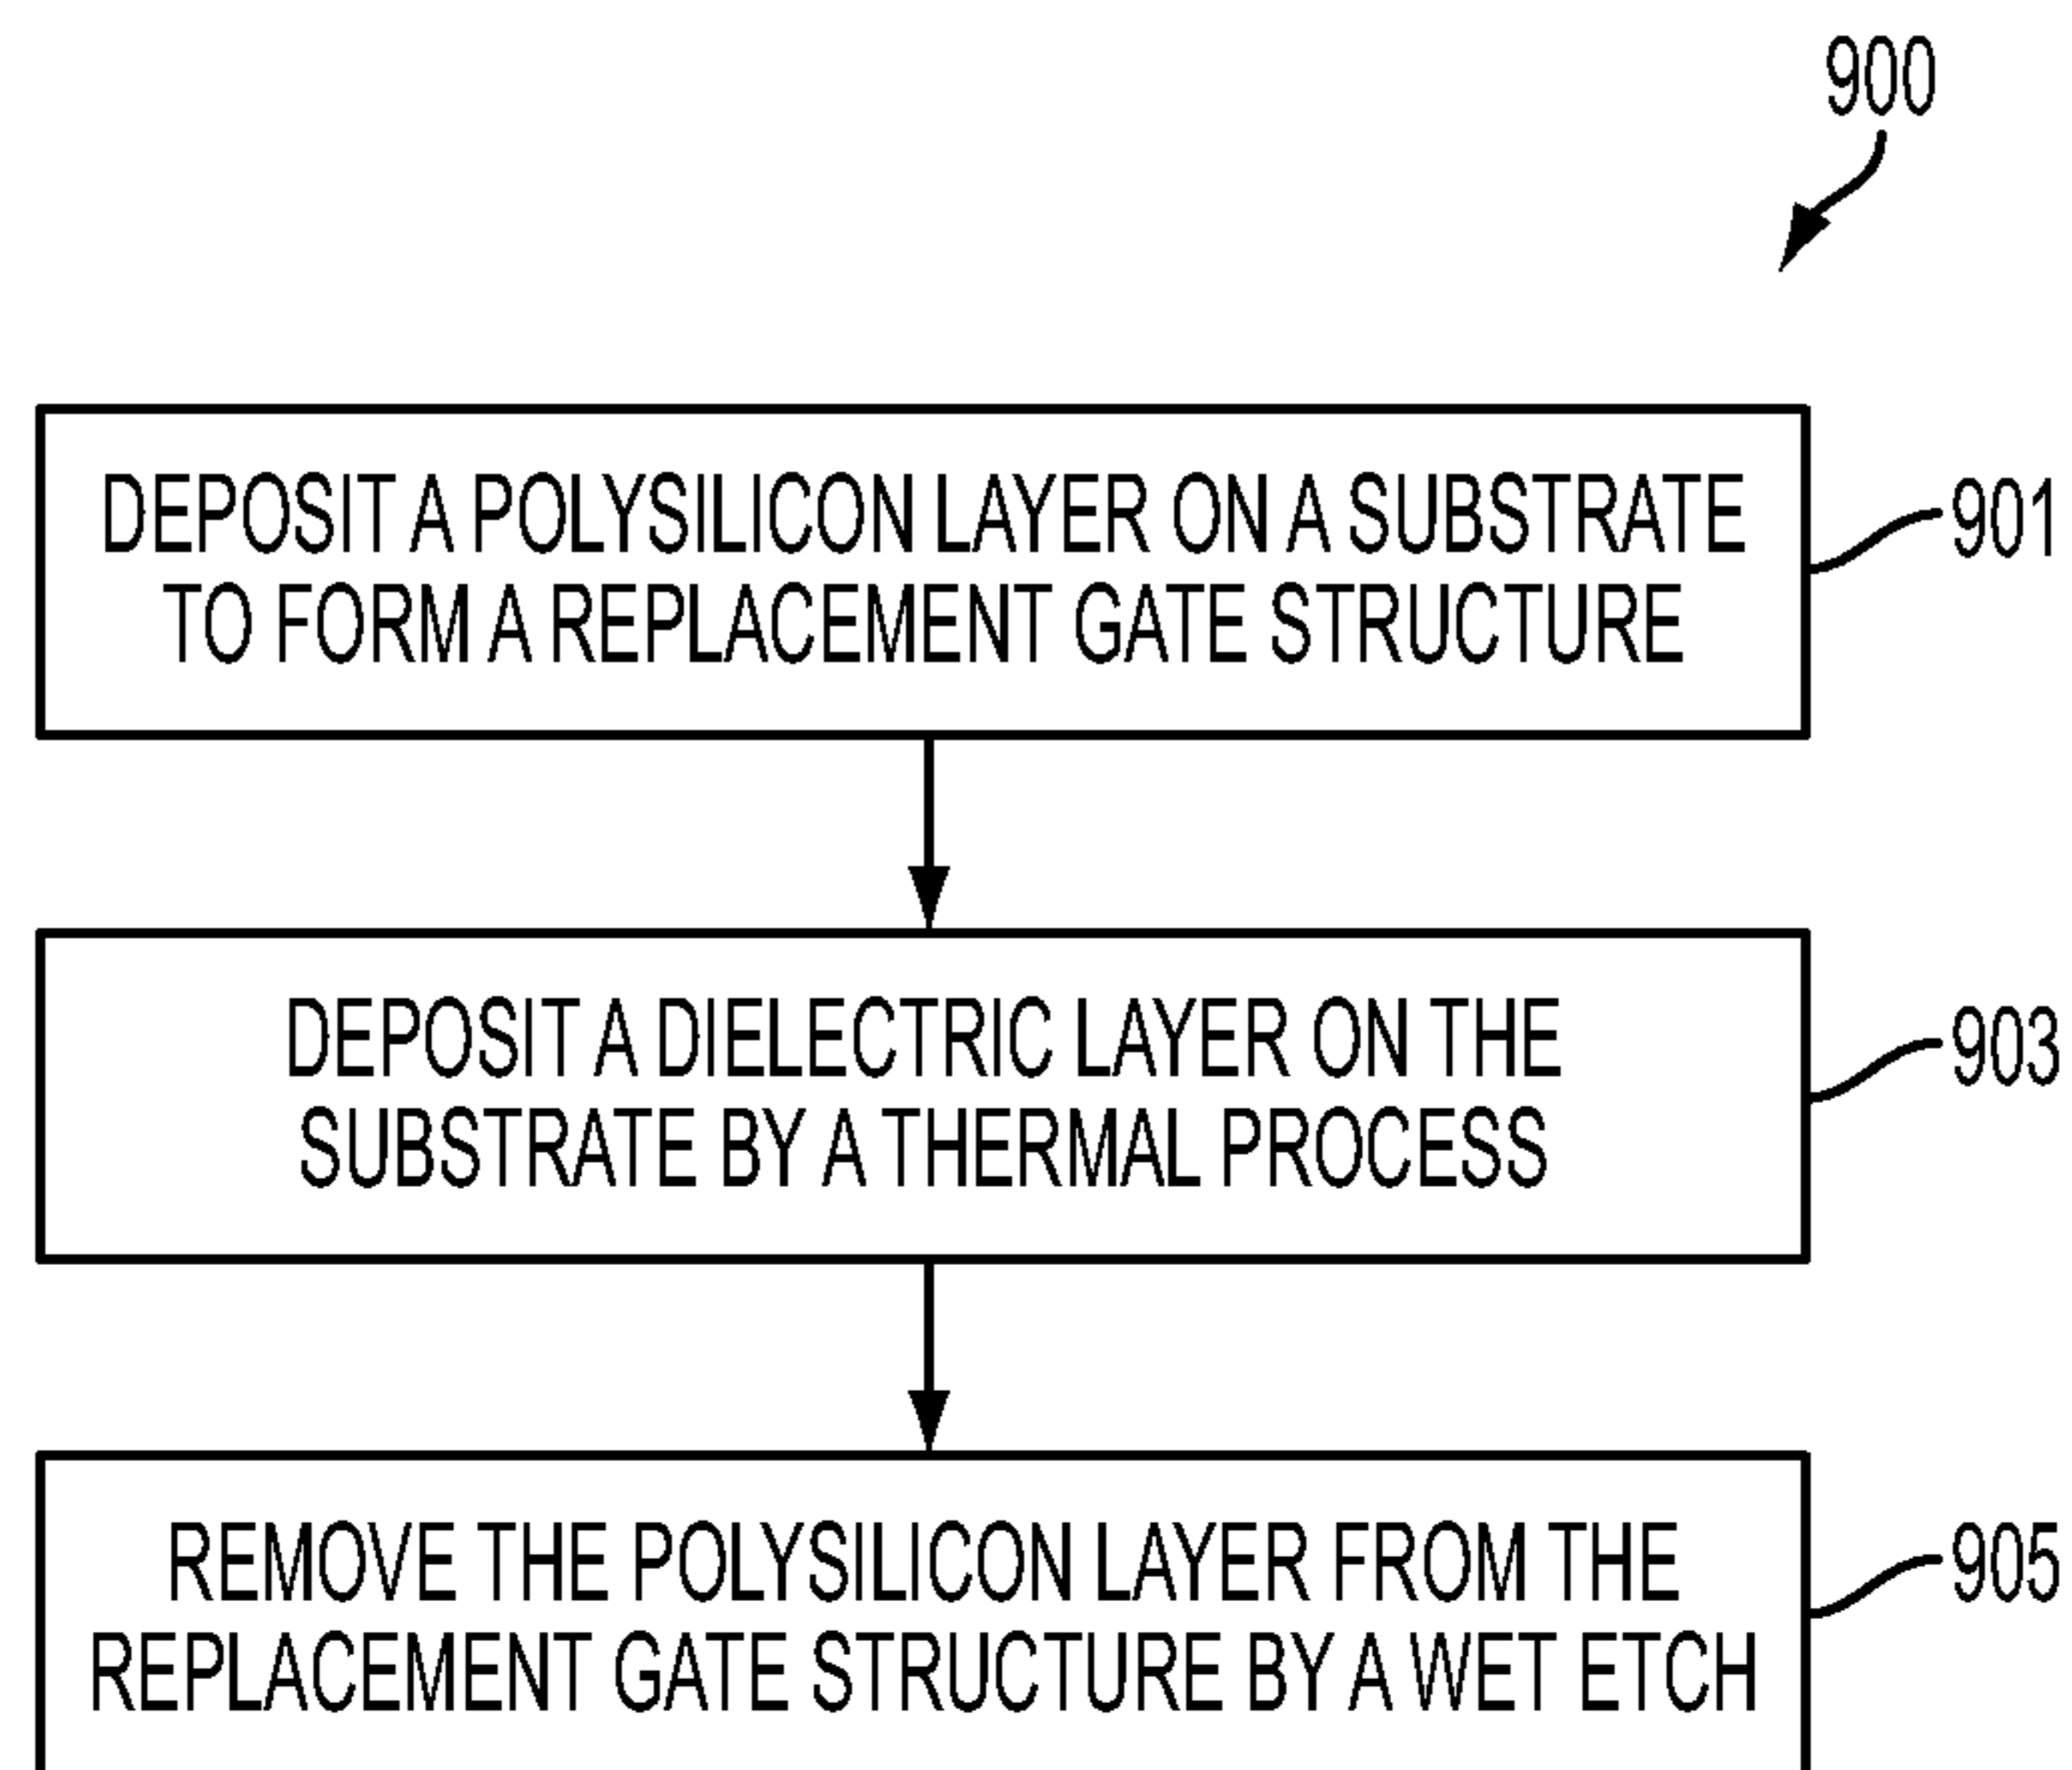 900
DEPOSIT A POLYSILICON LAYER ON A SUBSTRATE
TO FORM A REPLACEMENT GATE STRUCTURE
901
DEPOSIT A DIELECTRIC LAYER ON THE
SUBSTRATE BY A THERMAL PROCESS
903
REMOVE THE POLYSILICON LAYER FROM THE
REPLACEMENT GATE STRUCTURE BY A WET ETCH
905